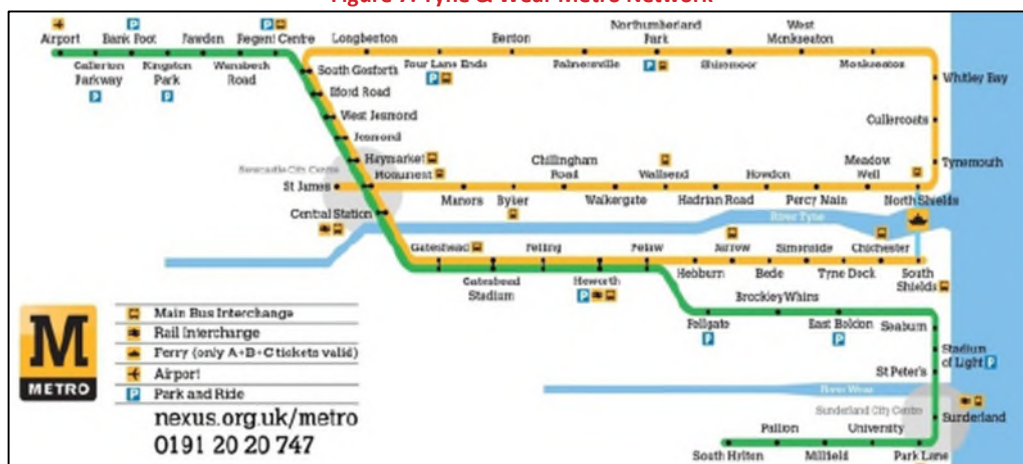 Figure 7: Tyne & Wear Metro Network
Airport
Bank Foot
Fawdon
Regent Centre
Callerton
Parkway
Kingston
Park
Wansbeck
Road
Longbenton
Four Lane Ends
Benton
Palmersville
Northumberland
Park
Shiremoor
West
Monkseaton
Monkseaton
South Gosforth
Ilford Road
West Jesmond
Jesmond
Haymarket
Newcastle City Centre
Monument
St James
Central Station
Whitley Bay
Cullercoats
Tynemouth
Manors
Byker
Chillingham
Road
Walkergate
Wallsend
Hadrian Road
Howdon
Percy Main
Meadow
Well
North Shields
River Tyne
Gateshead
Felling
Pelaw
Jarrow
Simonside
Chichester
Gateshead
Stadium
Heworth
Hebburn
Bede
Tyne Dock
South
Shields
Brockley Whins
Fellgate
East Boldon
Seaburn
Stadium
of Light
St Peter's
River Wear
Sunderland City Centre
Sunderland
Pallion
University
South Hylton
Millfield
Park Lane
M
METRO
Main Bus Interchange
Rail Interchange
Ferry (only A+B+C tickets valid)
Airport
P Park and Ride
nexus.org.uk/metro
0191 20 20 747